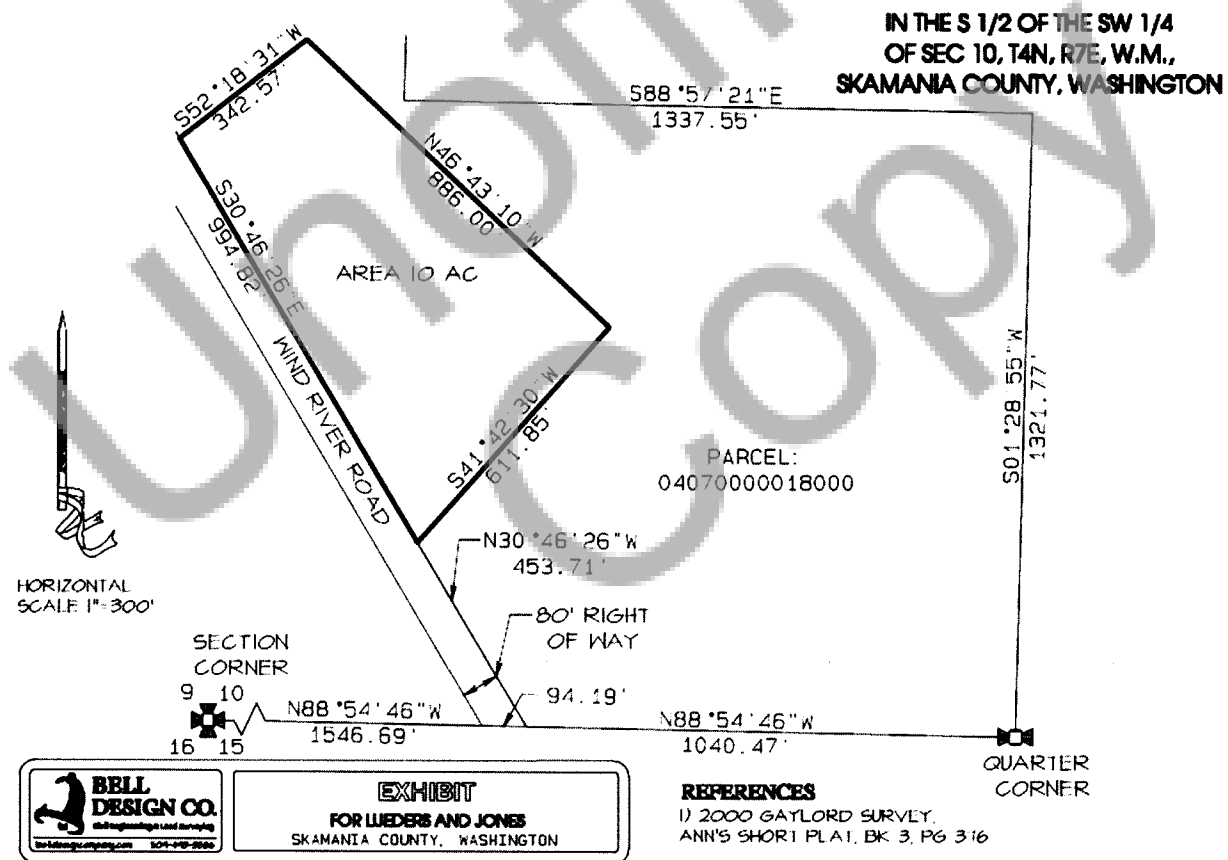 IN THE S 1/2 OF THE SW 1/4
OF SEC 10, T4N, R7E, W.M.,
SKAMANIA COUNTY, WASHINGTON
S52°18'31"W
342.57'
S88°57'21"E
1337.55'
N46°43'10"W
886.00'
S30°46'26"E
994.82'
AREA 10 AC
WIND RIVER ROAD
S41°42'30"W
611.85'
S01°28'55"W
1321.77'
PARCEL:
04070000018000
N30°46'26"W
453.71'
HORIZONTAL
SCALE 1"=300'
80' RIGHT
OF WAY
SECTION
CORNER
9 10
16 15
94.19'
N88°54'46"W
1546.69'
N88°54'46"W
1040.47'
QUARTER
CORNER
BELL
DESIGN CO.
EXHIBIT
FOR LUEDERS AND JONES
SKAMANIA COUNTY, WASHINGTON
REFERENCES
1) 2000 GAYLORD SURVEY,
ANN'S SHORT PLAT, BK 3, PG 316
Unof
Copy